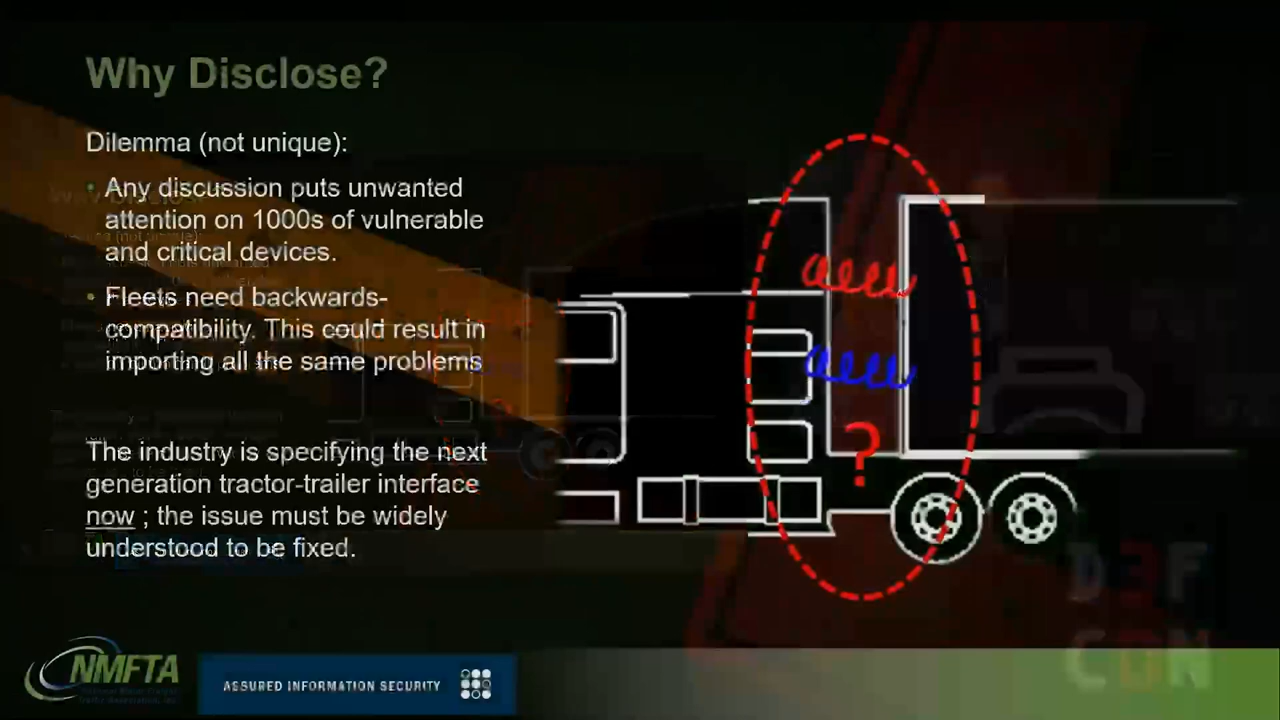 Why Disclose?
Dilemma (not unique):
• Any discussion puts unwanted
attention on 1000s of vulnerable
and critical devices.
• Fleets need backwards-
compatibility. This could result in
importing all the same problems
?
The industry is specifying the next
generation tractor-trailer interface
now ; the issue must be widely
understood to be fixed.
D3F
CON
NMFTA
ASSURED INFORMATION SECURITY